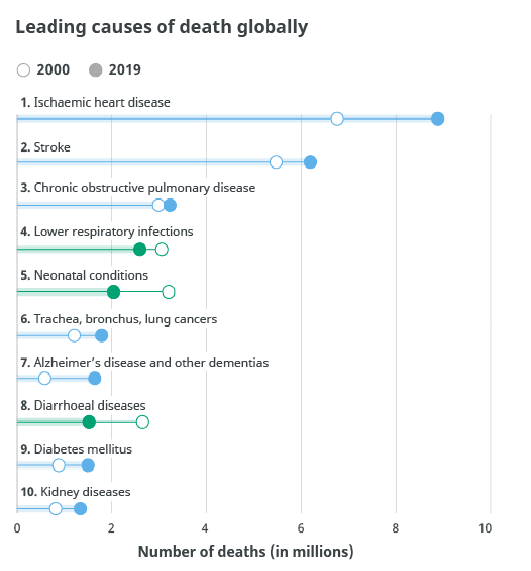 Leading causes of death globally
2000 2019
1. Ischaemic heart disease
2. Stroke
3. Chronic obstructive pulmonary disease
4. Lower respiratory infections
5. Neonatal conditions
6. Trachea, bronchus, lung cancers
7. Alzheimer's disease and other dementias
8. Diarrhoeal diseases
9. Diabetes mellitus
10. Kidney diseases
0 2 4 6 8 10
Number of deaths (in millions)